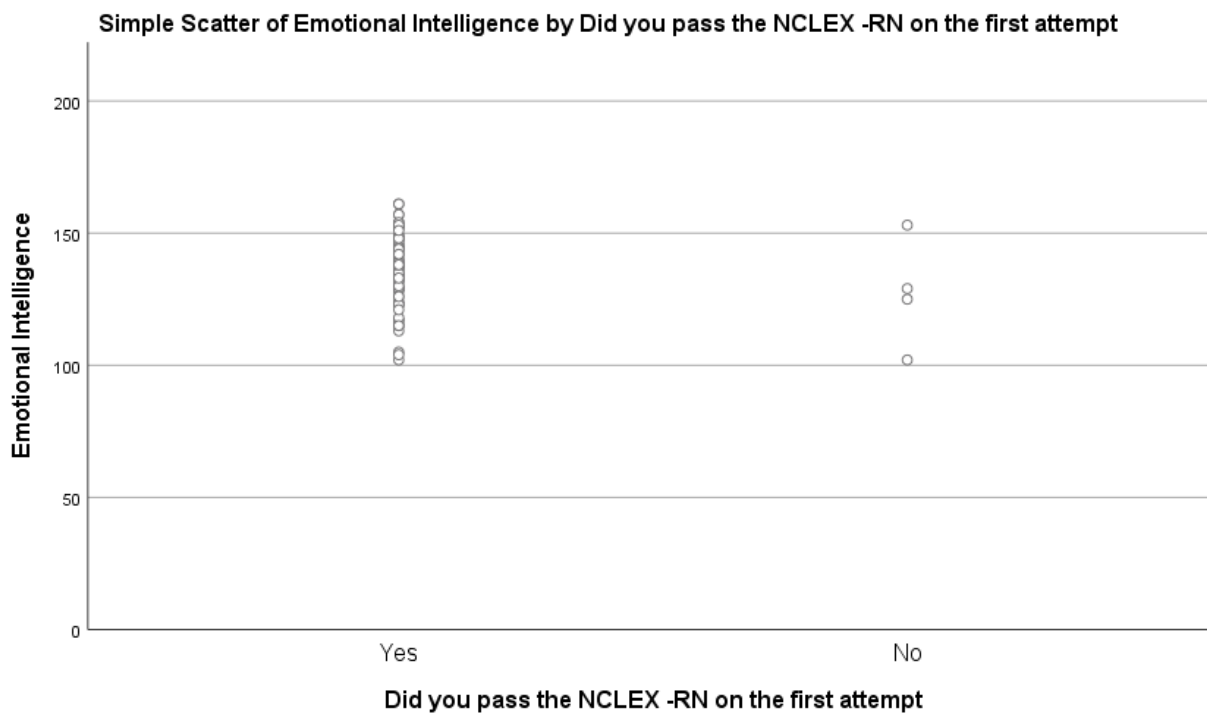 Simple Scatter of Emotional Intelligence by Did you pass the NCLEX -RN on the first attempt
200
150
100
50
0
Emotional Intelligence
Yes
No
Did you pass the NCLEX -RN on the first attempt